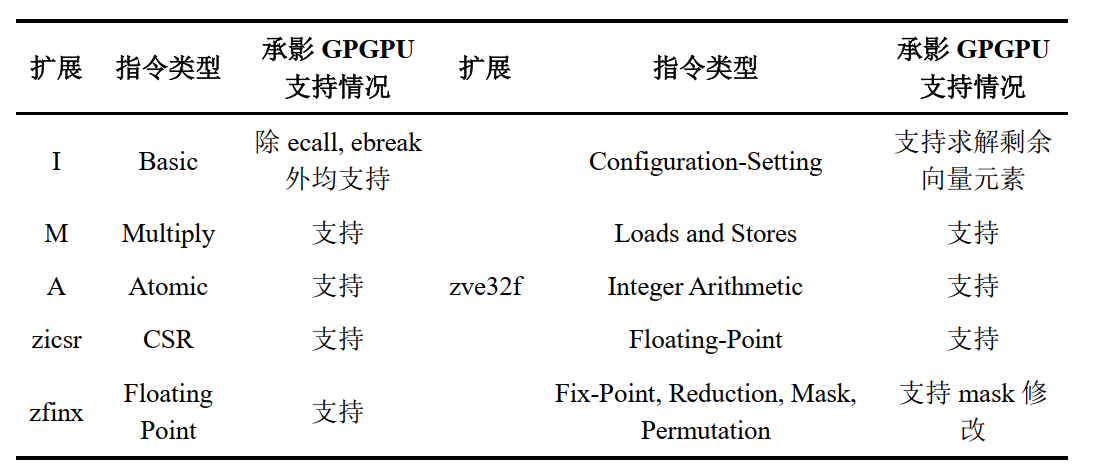 扩展 指令类型 承影 GPGPU 支持情况 扩展 指令类型 承影 GPGPU 支持情况
I Basic 除 ecall, ebreak 外均支持 Configuration-Setting 支持求解剩余向量元素
M Multiply 支持 Loads and Stores 支持
A Atomic 支持 zve32f Integer Arithmetic 支持
zicsr CSR 支持 Floating-Point 支持
zfinx Floating Point 支持 Fix-Point, Reduction, Mask, Permutation 支持 mask 修改